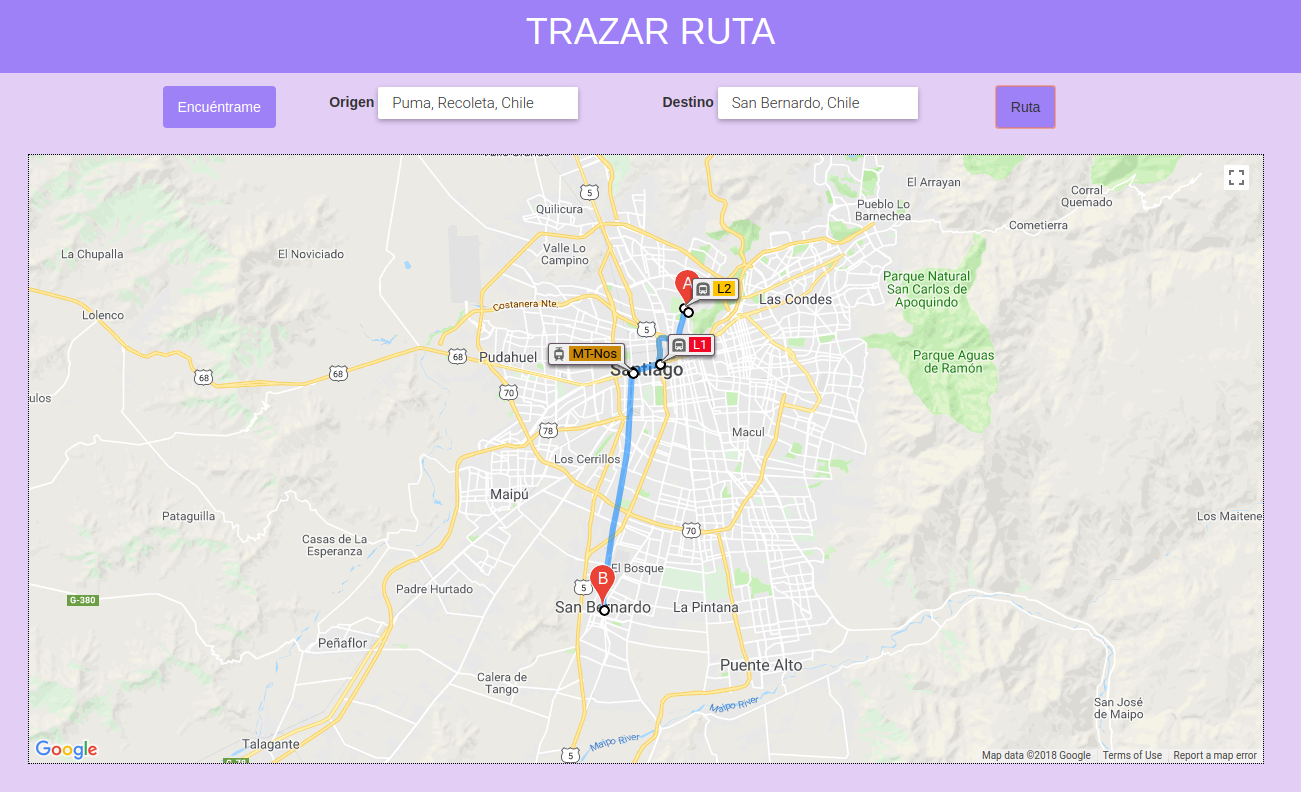 TRAZAR RUTA
Encuéntrame
Origen
Puma, Recoleta, Chile
Destino
San Bernardo, Chile
Ruta
El Arrayan
Corral
Quemado
5
Quilicura
Pueblo Lo
Barnechea
Cometierra
La Chupalla
El Noviciado
Valle Lo
Campino
Parque Natural
San Carlos de
Apoquindo
A
L2
Las Condes
Costanera Nte
Lolenco
5
L1
MT-Nos
68
Pudahuel
Santiago
Parque Aguas
de Ramón
68
68
70
ulos
78
Macul
Los Cerrillos
Maipú
Pataguilla
Los Maitene
70
Casas de La
Esperanza
El Bosque
B
5
Padre Hurtado
G-380
San Bernardo
La Pintana
Peñaflor
Puente Alto
Calera de
Tango
San José
de Maipo
Maipo River
Maipo River
Talagante
5
Google
Map data ©2018 Google
Terms of Use
Report a map error